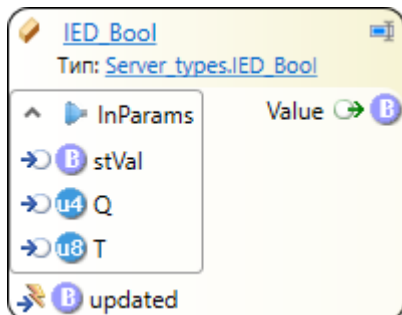 IED_Bool
Тип: Server_types.IED_Bool
InParams
Value B
B stVal
u4 Q
u8 T
B updated